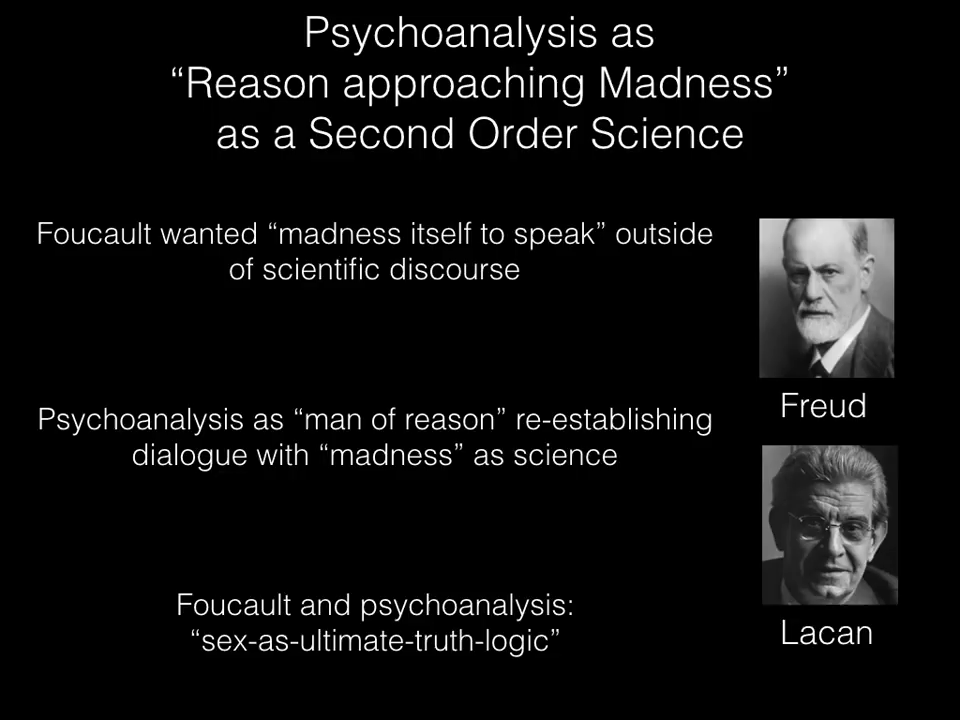 Psychoanalysis as
“Reason approaching Madness”
as a Second Order Science
Foucault wanted “madness itself to speak” outside
of scientific discourse
Freud
Psychoanalysis as “man of reason” re-establishing
dialogue with “madness” as science
Foucault and psychoanalysis:
“sex-as-ultimate-truth-logic”
Lacan